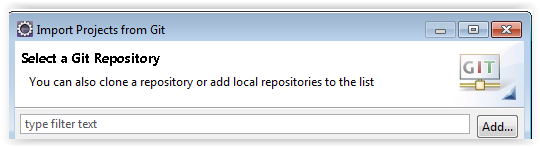 Import Projects from Git
Select a Git Repository
You can also clone a repository or add local repositories to the list
GIT
type filter text
Add...